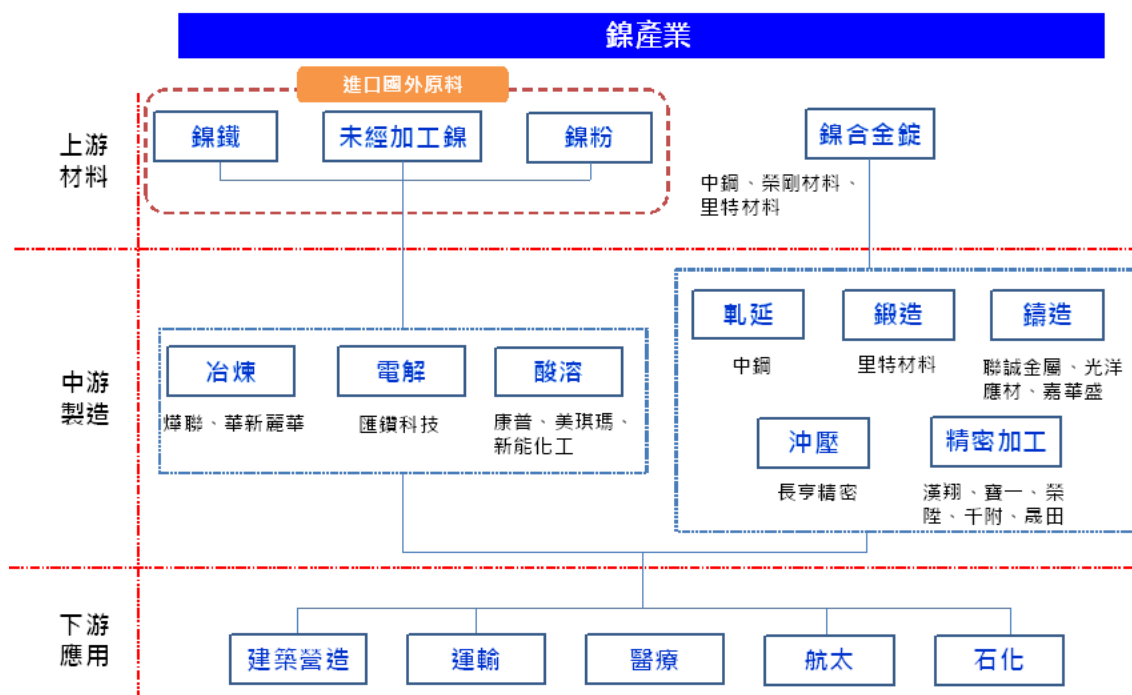 鎳產業
進口國外原料
上游
材料
鎳鐵
未經加工鎳
鎳粉
鎳合金錠
中鋼、榮剛材料、
里特材料
中游
製造
冶煉
燁聯、華新麗華
電解
匯鑽科技
酸溶
康普、美琪瑪、
新能化工
軋延
中鋼
鍛造
里特材料
鑄造
聯誠金屬、光洋
應材、嘉華盛
沖壓
長亨精密
精密加工
漢翔、寶一、榮
陞、千附、晟田
下游
應用
建築營造
運輸
醫療
航太
石化